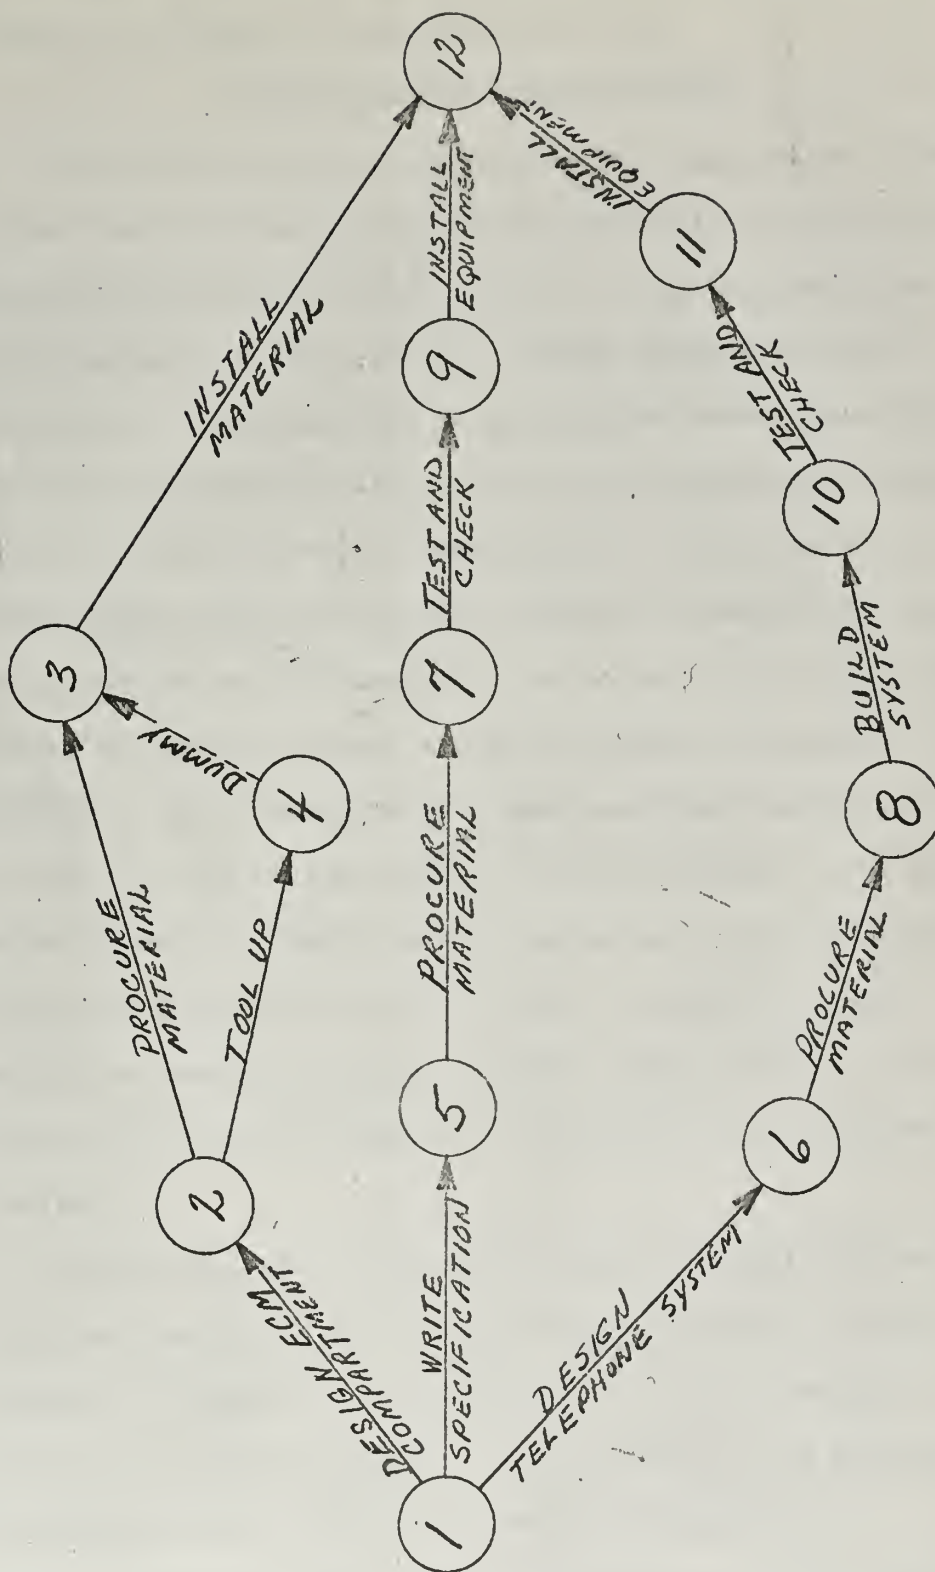 12
INSTALL
MATERIAL
INSTALL
EQUIPMENT
INSTALL
EQUIPMENT
11
9
3
TEST AND
CHECK
TEST AND
CHECK
10
7
DUMMY
4
BUILD
SYSTEM
8
PROCURE
MATERIAL
TOOL UP
PROCURE
MATERIAL
PROCURE
MATERIAL
5
6
2
DESIGN ECM
COMPARTMENT
WRITE
SPECIFICATION
DESIGN
TELEPHONE SYSTEM
1